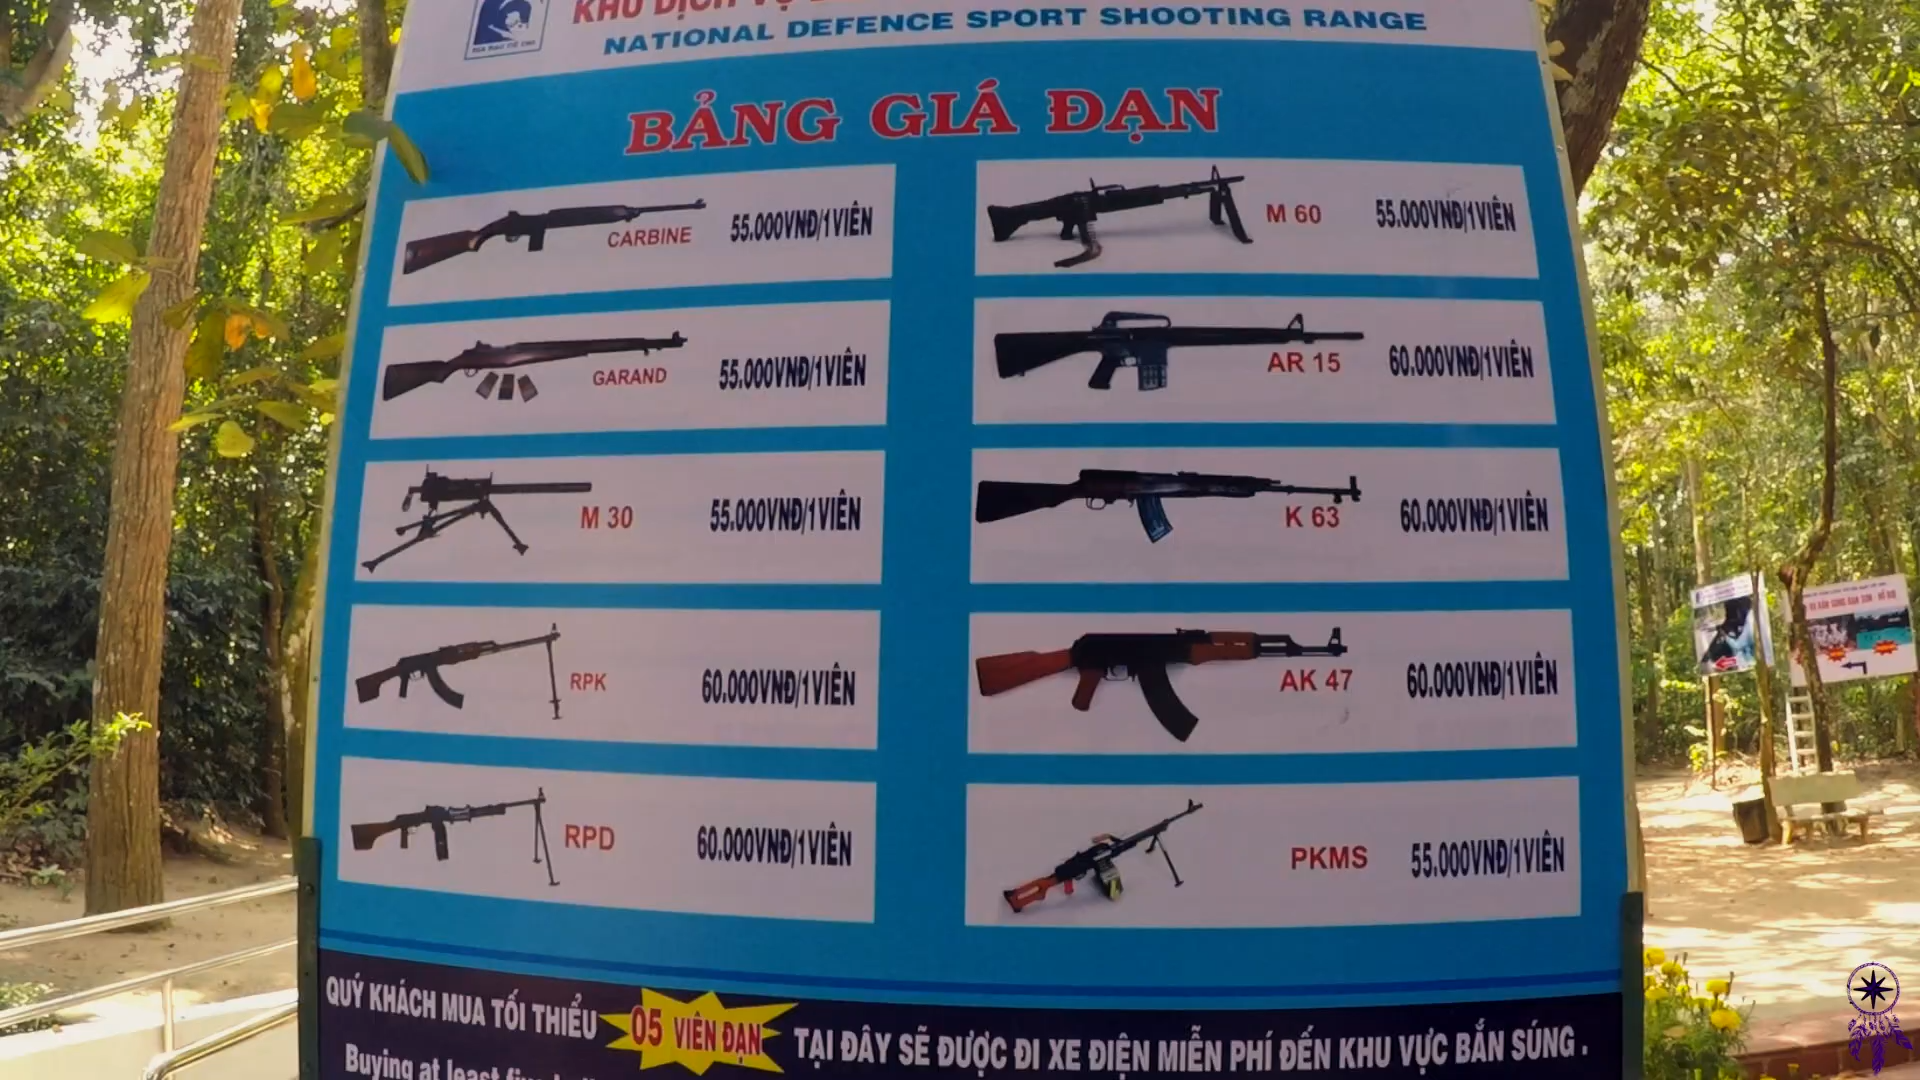 KHU DỊCH VỤ
NATIONAL DEFENCE SPORT SHOOTING RANGE
BẢNG GIÁ ĐẠN
CARBINE 55.000VNĐ/1VIÊN
M 60 55.000VNĐ/1VIÊN
GARAND 55.000VNĐ/1VIÊN
AR 15 60.000VNĐ/1VIÊN
M 30 55.000VNĐ/1VIÊN
K 63 60.000VNĐ/1VIÊN
RPK 60.000VNĐ/1VIÊN
AK 47 60.000VNĐ/1VIÊN
RPD 60.000VNĐ/1VIÊN
PKMS 55.000VNĐ/1VIÊN
QUÝ KHÁCH MUA TỐI THIỂU 05 VIÊN ĐẠN TẠI ĐÂY SẼ ĐƯỢC ĐI XE ĐIỆN MIỄN PHÍ ĐẾN KHU VỰC BẮN SÚNG .
Buying at least